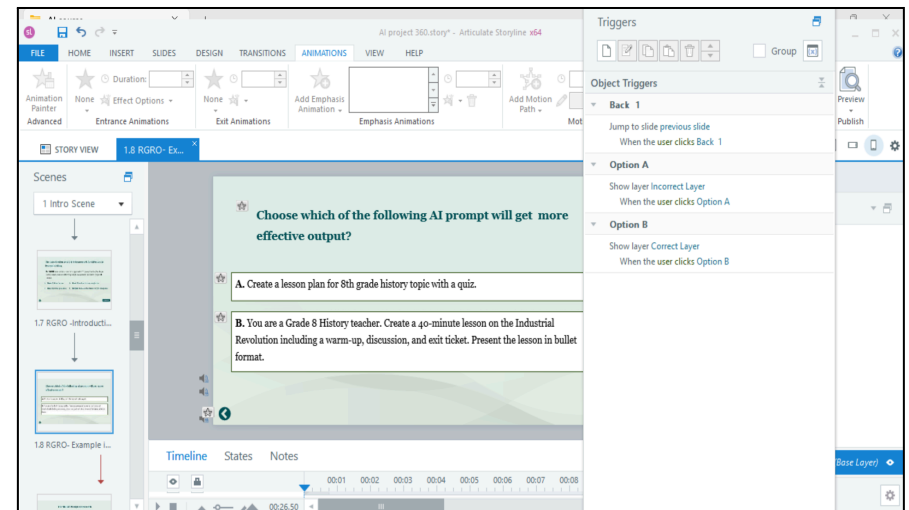 AI project 360.story* - Articulate Storyline x64
FILE HOME INSERT SLIDES DESIGN TRANSITIONS ANIMATIONS VIEW HELP
Animation Painter
None
Duration:
Effect Options
None
Add Emphasis Animation
Add Motion Path
Preview
Advanced Entrance Animations Exit Animations Emphasis Animations Mot Publish
STORY VIEW
1.8 RGRO- Ex...
Scenes
1 Intro Scene
1.7 RGRO -Introducti...
1.8 RGRO- Example i...
Choose which of the following AI prompt will get more
effective output?
A. Create a lesson plan for 8th grade history topic with a quiz.
B. You are a Grade 8 History teacher. Create a 40-minute lesson on the Industrial
Revolution including a warm-up, discussion, and exit ticket. Present the lesson in bullet
format.
Timeline States Notes
00:01 00:02 00:03 00:04 00:05 00:06 00:07 00:08
00:26.50
Triggers
Group
Object Triggers
Back 1
Jump to slide previous slide
When the user clicks Back 1
Option A
Show layer Incorrect Layer
When the user clicks Option A
Option B
Show layer Correct Layer
When the user clicks Option B
(Base Layer)